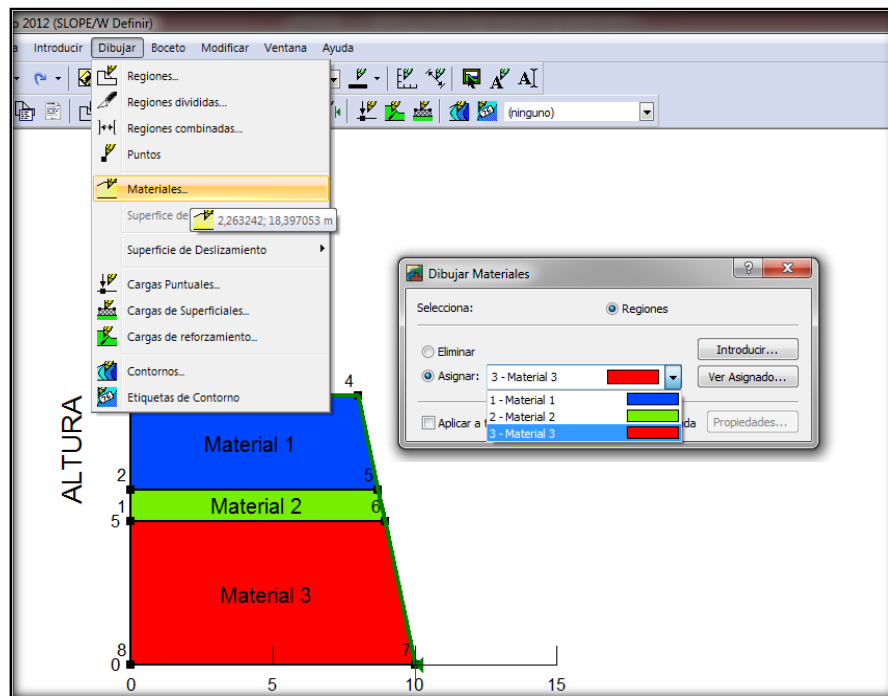 o 2012 (SLOPE/W Definir)
a Introducir Dibujar Boceto Modificar Ventana Ayuda
Regiones...
Regiones divididas...
Regiones combinadas...
Puntos
Materiales...
Superfice de
2,263242; 18,397053 m
Superficie de Deslizamiento
Cargas Puntuales...
Cargas de Superficiales...
Cargas de reforzamiento...
Contornos...
Etiquetas de Contorno
(ninguno)
Dibujar Materiales
Selecciona: Regiones
Eliminar Introducir...
Asignar: 3 - Material 3 Ver Asignado...
1 - Material 1
2 - Material 2
3 - Material 3
Aplicar a t da Propiedades...
ALTURA
4
Material 1
2 5
1 Material 2 6
5
Material 3
8 7
0
0 5 10 15